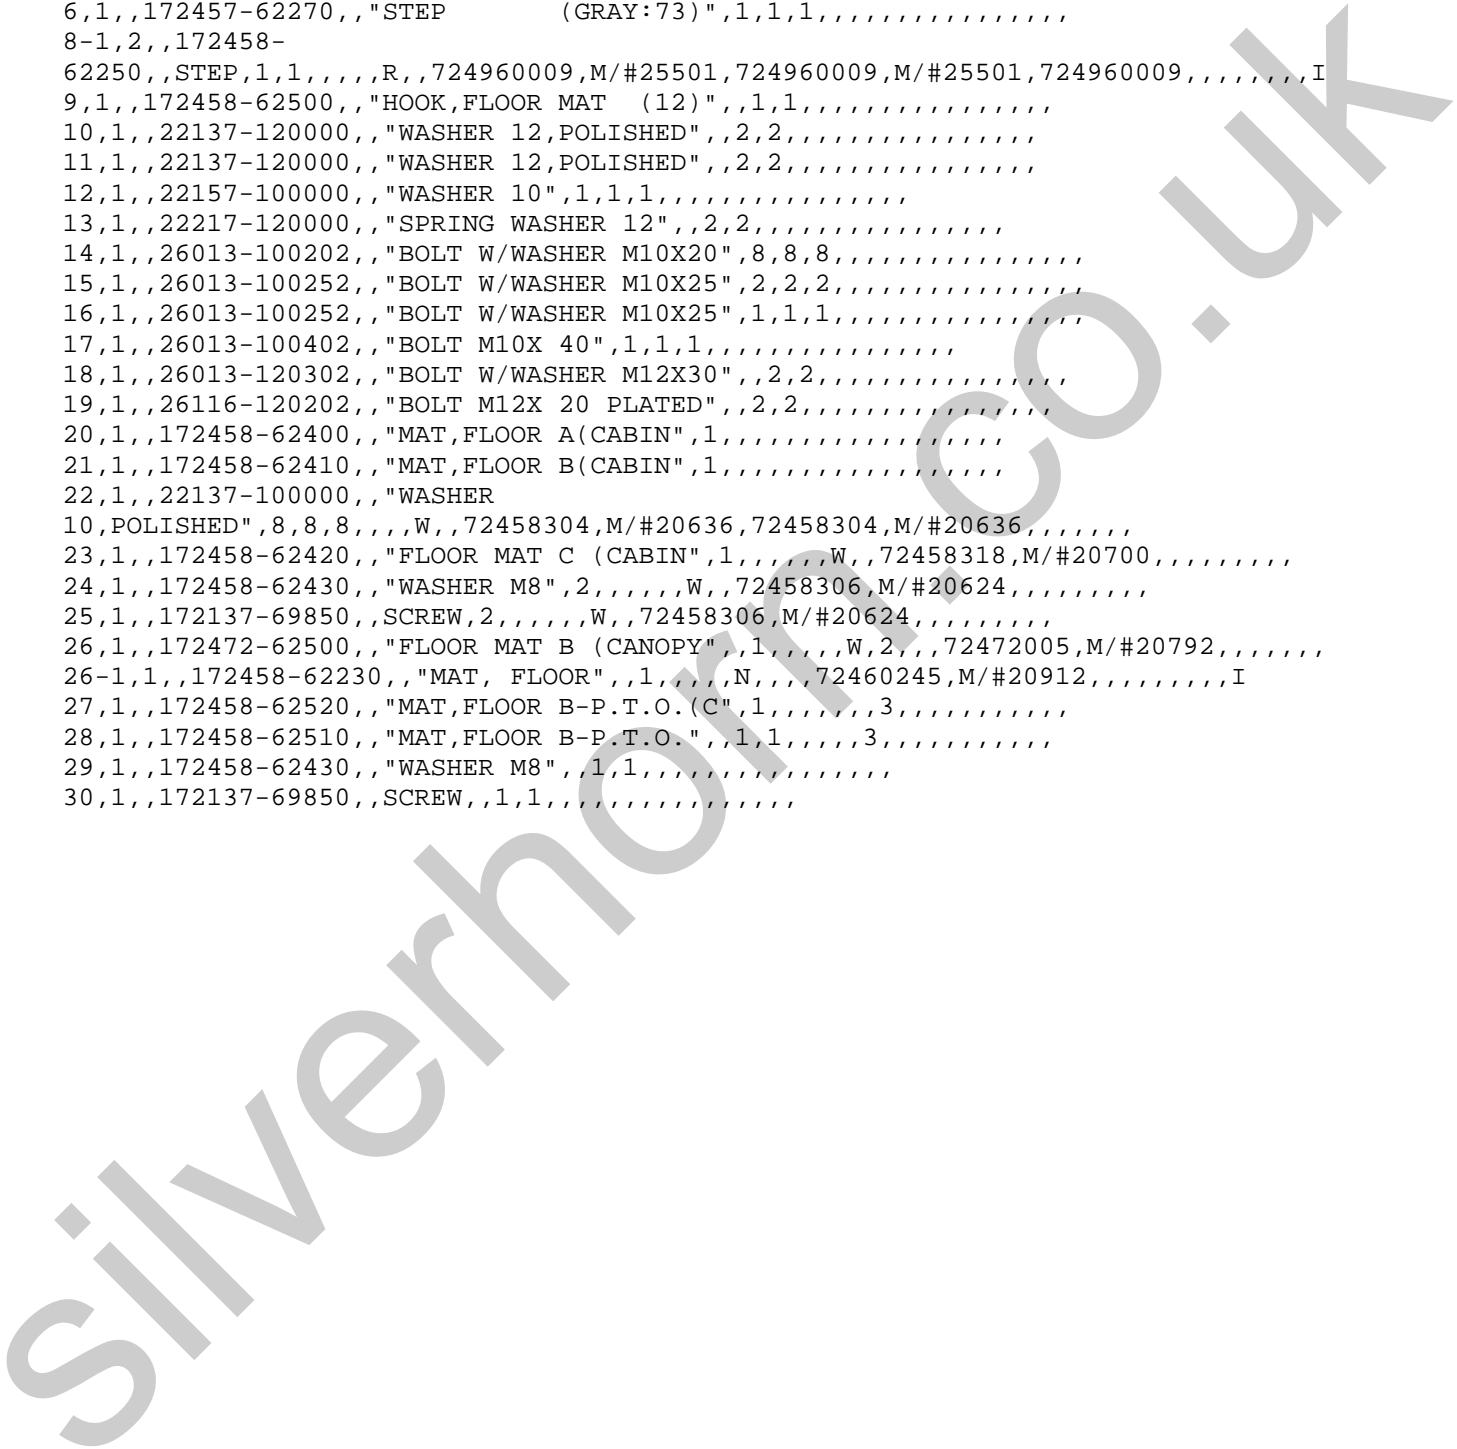 6,1,,172457-62270,,"STEP       (GRAY:73)",1,1,1,,,,,,,,,,,,,,,,
8-1,2,,172458-
62250,,STEP,1,1,,,,,R,,724960009,M/#25501,724960009,M/#25501,724960009,,,,,,,,I
9,1,,172458-62500,,"HOOK,FLOOR MAT  (12)",,1,1,,,,,,,,,,,,,,,,
10,1,,22137-120000,,"WASHER 12,POLISHED",,2,2,,,,,,,,,,,,,,,,
11,1,,22137-120000,,"WASHER 12,POLISHED",,2,2,,,,,,,,,,,,,,,,
12,1,,22157-100000,,"WASHER 10",1,1,1,,,,,,,,,,,,,,,,
13,1,,22217-120000,,"SPRING WASHER 12",,2,2,,,,,,,,,,,,,,,,
14,1,,26013-100202,,"BOLT W/WASHER M10X20",8,8,8,,,,,,,,,,,,,,,,
15,1,,26013-100252,,"BOLT W/WASHER M10X25",2,2,2,,,,,,,,,,,,,,,,
16,1,,26013-100252,,"BOLT W/WASHER M10X25",1,1,1,,,,,,,,,,,,,,,,
17,1,,26013-100402,,"BOLT M10X 40",1,1,1,,,,,,,,,,,,,,,,
18,1,,26013-120302,,"BOLT W/WASHER M12X30",,2,2,,,,,,,,,,,,,,,,
19,1,,26116-120202,,"BOLT M12X 20 PLATED",,2,2,,,,,,,,,,,,,,,,
20,1,,172458-62400,,"MAT,FLOOR A(CABIN",1,,,,,,,,,,,,,,,,,,
21,1,,172458-62410,,"MAT,FLOOR B(CABIN",1,,,,,,,,,,,,,,,,,,
22,1,,22137-100000,,"WASHER
10,POLISHED",8,8,8,,,,W,,72458304,M/#20636,72458304,M/#20636,,,,,,,
23,1,,172458-62420,,"FLOOR MAT C (CABIN",1,,,,,,W,,72458318,M/#20700,,,,,,,,,
24,1,,172458-62430,,"WASHER M8",2,,,,,,W,,72458306,M/#20624,,,,,,,,,
25,1,,172137-69850,,SCREW,2,,,,,,W,,72458306,M/#20624,,,,,,,,,
26,1,,172472-62500,,"FLOOR MAT B (CANOPY",,1,,,,,W,2,,,72472005,M/#20792,,,,,,,
26-1,1,,172458-62230,,"MAT, FLOOR",,1,,,,,N,,,,72460245,M/#20912,,,,,,,,,I
27,1,,172458-62520,,"MAT,FLOOR B-P.T.O.(C",1,,,,,,,3,,,,,,,,,,,
28,1,,172458-62510,,"MAT,FLOOR B-P.T.O.",,1,1,,,,,3,,,,,,,,,,,
29,1,,172458-62430,,"WASHER M8",,1,1,,,,,,,,,,,,,,,,
30,1,,172137-69850,,SCREW,,1,1,,,,,,,,,,,,,,,,
silverhorn.co.uk